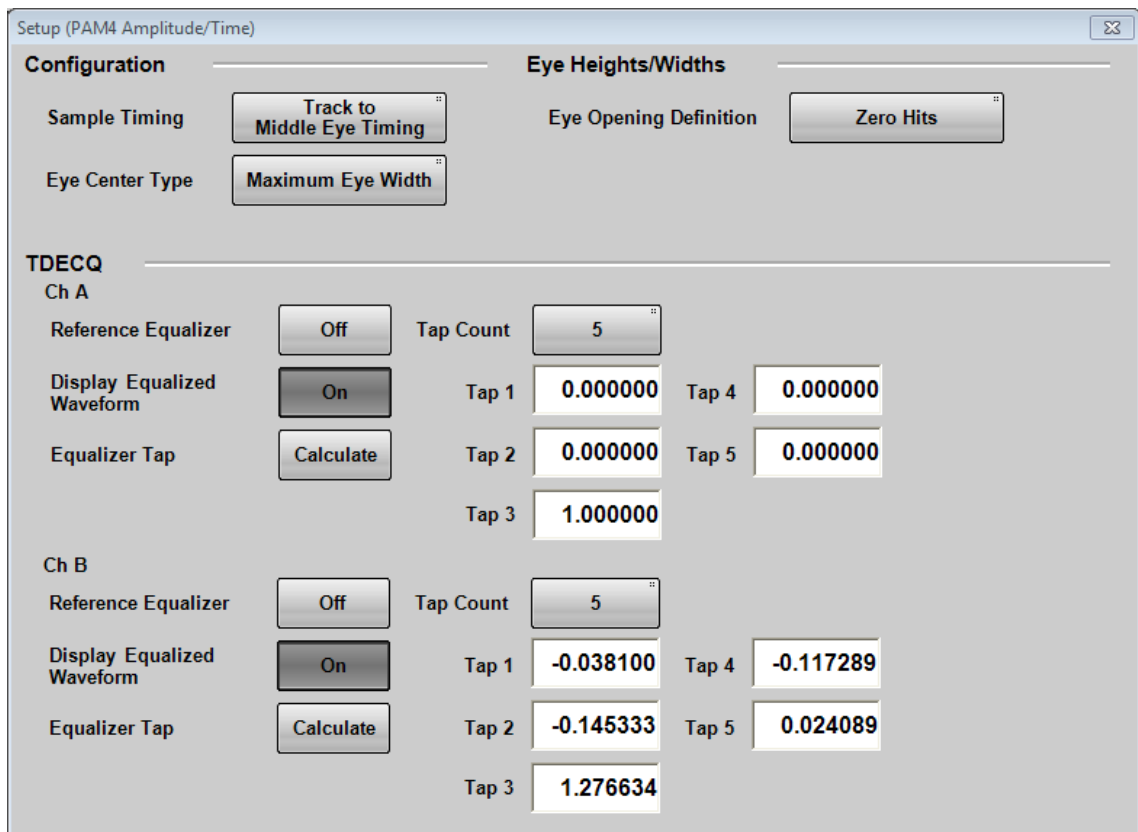 Setup (PAM4 Amplitude/Time)
Configuration
Sample Timing
Track to
Middle Eye Timing
Eye Center Type
Maximum Eye Width
Eye Heights/Widths
Eye Opening Definition
Zero Hits
TDECQ
Ch A
Reference Equalizer
Off
Tap Count
5
Display Equalized
Waveform
On
Tap 1
0.000000
Tap 4
0.000000
Equalizer Tap
Calculate
Tap 2
0.000000
Tap 5
0.000000
Tap 3
1.000000
Ch B
Reference Equalizer
Off
Tap Count
5
Display Equalized
Waveform
On
Tap 1
-0.038100
Tap 4
-0.117289
Equalizer Tap
Calculate
Tap 2
-0.145333
Tap 5
0.024089
Tap 3
1.276634